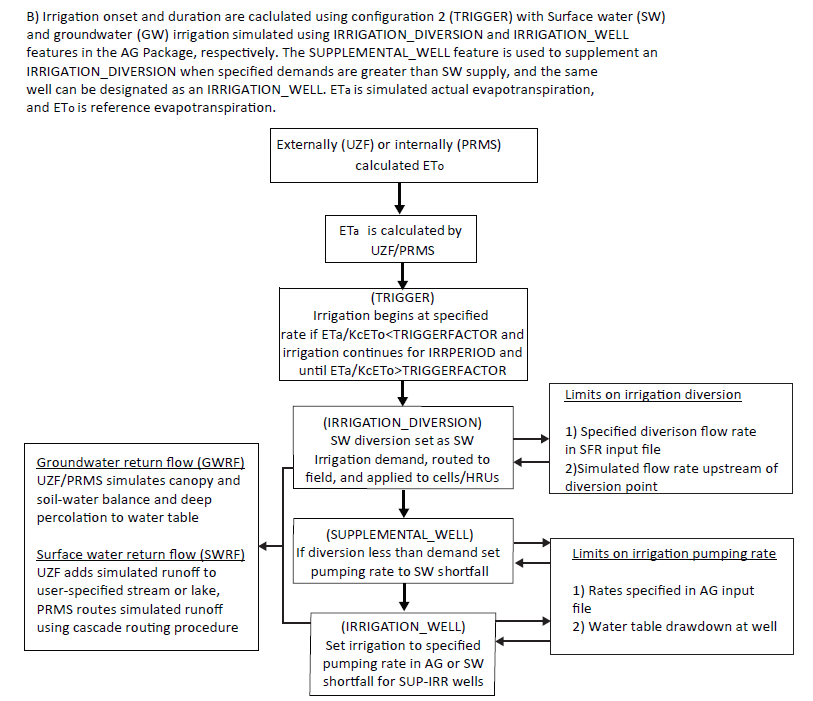 B) Irrigation onset and duration are caclulated using configuration 2 (TRIGGER) with Surface water (SW)
and groundwater (GW) irrigation simulated using IRRIGATION_DIVERSION and IRRIGATION_WELL
features in the AG Package, respectively. The SUPPLEMENTAL_WELL feature is used to supplement an
IRRIGATION_DIVERSION when specified demands are greater than SW supply, and the same
well can be designated as an IRRIGATION_WELL. ETa is simulated actual evapotranspiration,
and ETo is reference evapotranspiration.
Externally (UZF) or internally (PRMS)
calculated ETo
ETa is calculated by
UZF/PRMS
(TRIGGER)
Irrigation begins at specified
rate if ETa/KcETo<TRIGGERFACTOR and
irrigation continues for IRRPERIOD and
until ETa/KcETo>TRIGGERFACTOR
(IRRIGATION_DIVERSION)
SW diversion set as SW
Irrigation demand, routed to
field, and applied to cells/HRUs
Limits on irrigation diversion
1) Specified diverison flow rate
in SFR input file
2)Simulated flow rate upstream of
diversion point
Groundwater return flow (GWRF)
UZF/PRMS simulates canopy and
soil-water balance and deep
percolation to water table
Surface water return flow (SWRF)
UZF adds simulated runoff to
user-specified stream or lake,
PRMS routes simulated runoff
using cascade routing procedure
(SUPPLEMENTAL_WELL)
If diversion less than demand set
pumping rate to SW shortfall
Limits on irrigation pumping rate
1) Rates specified in AG input
file
2) Water table drawdown at well
(IRRIGATION_WELL)
Set irrigation to specified
pumping rate in AG or SW
shortfall for SUP-IRR wells